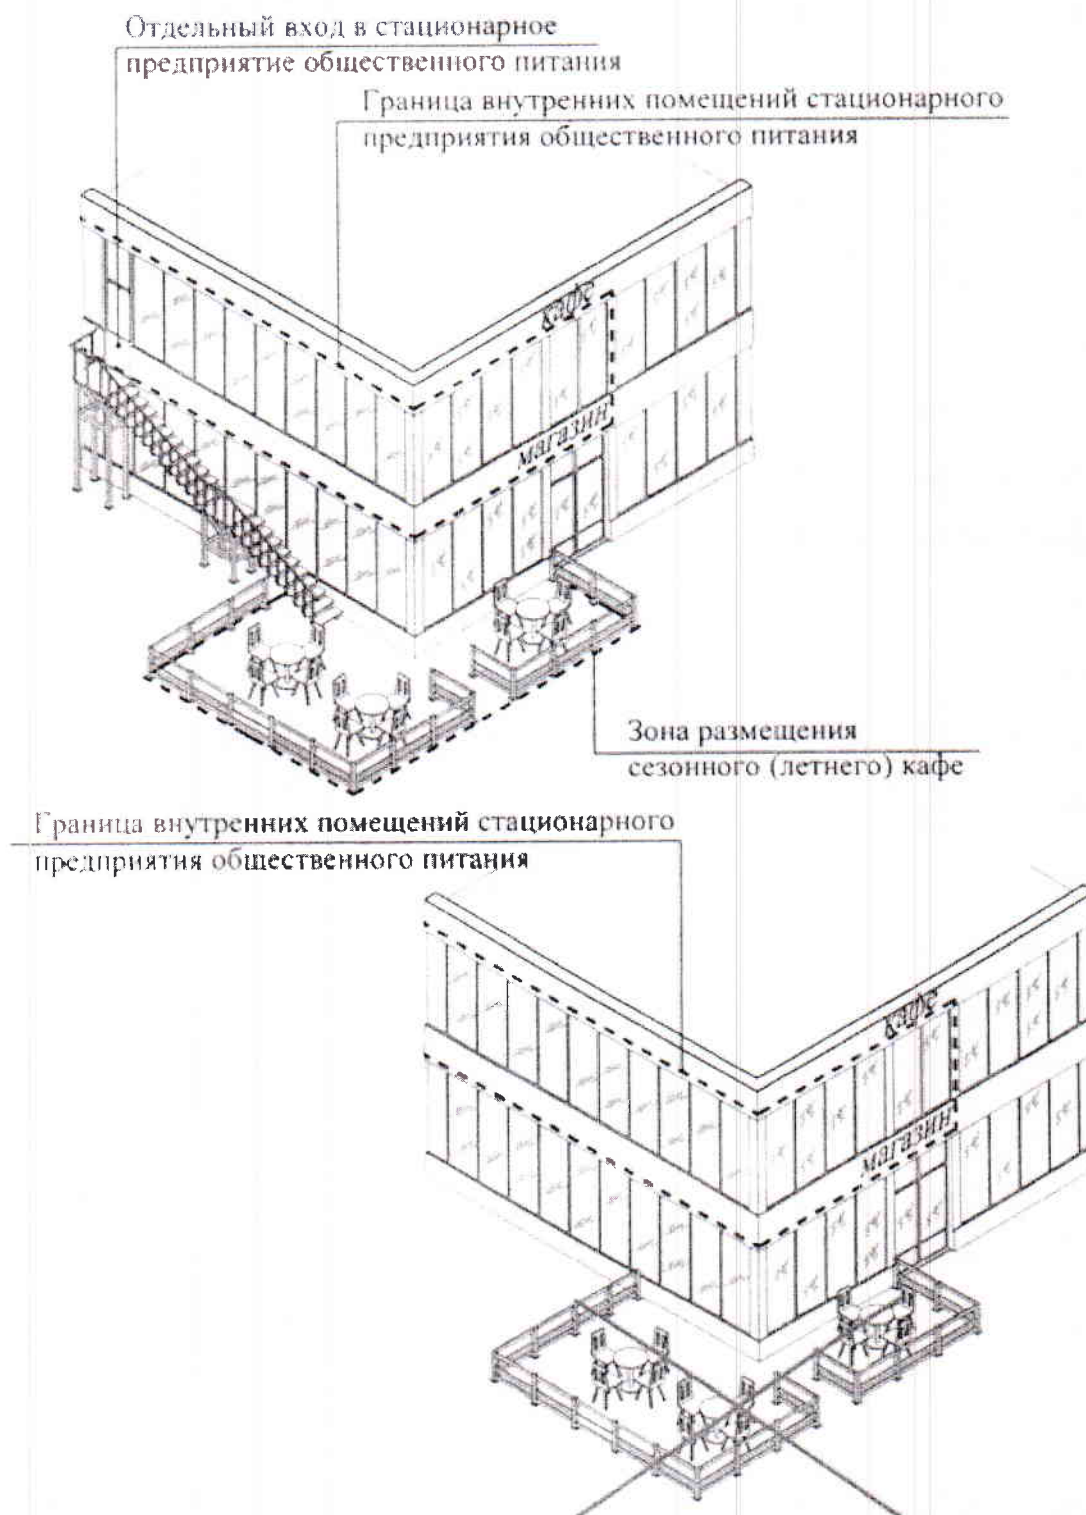 Отдельный вход в стационарное
предприятие общественного питания
Граница внутренних помещений стационарного
предприятия общественного питания
кафе
магазин
Зона размещения
сезонного (летнего) кафе
Граница внутренних помещений стационарного
предприятия общественного питания
кафе
магазин